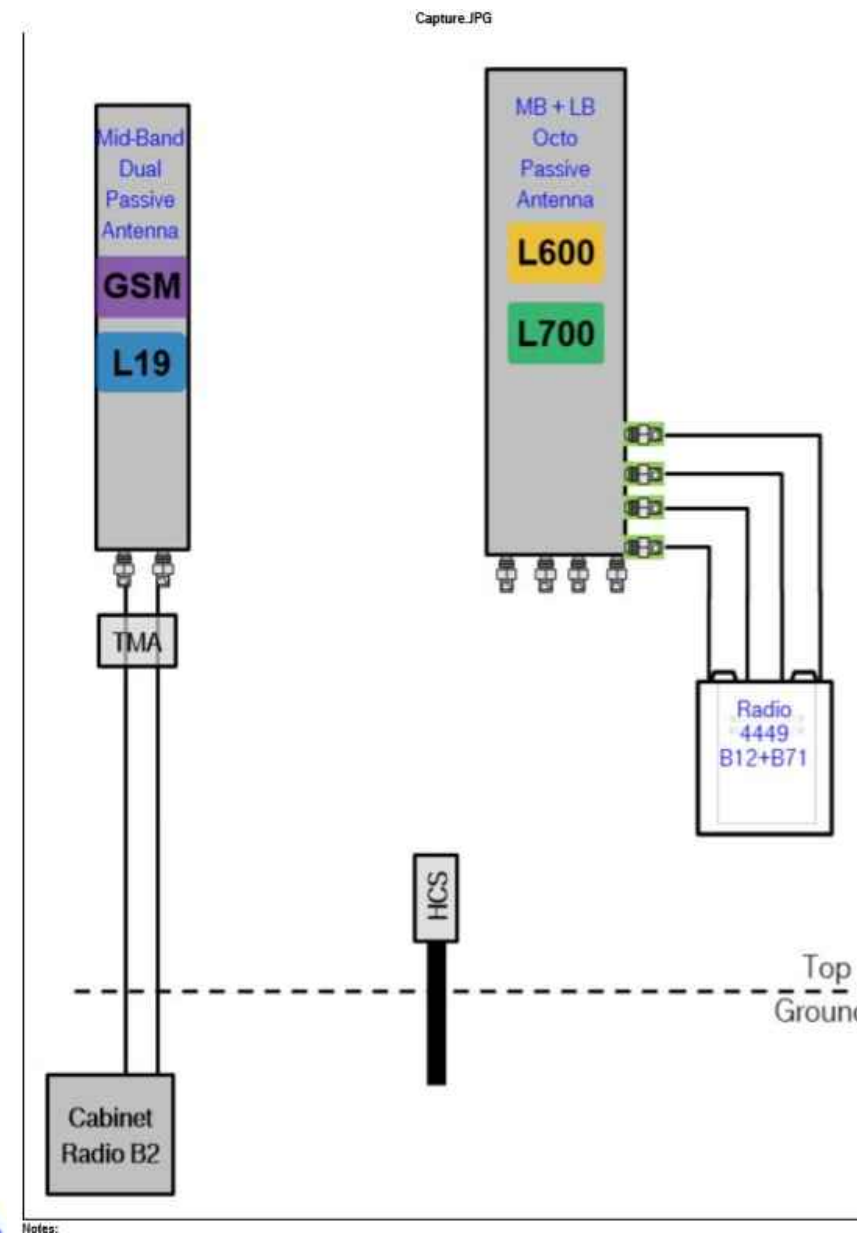 Capture.JPG
Mid-Band
Dual
Passive
Antenna
GSM
L19
MB + LB
Octo
Passive
Antenna
L600
L700
TMA
Radio
4449
B12+B71
HCS
Top
Ground
Cabinet
Radio B2
Notes: